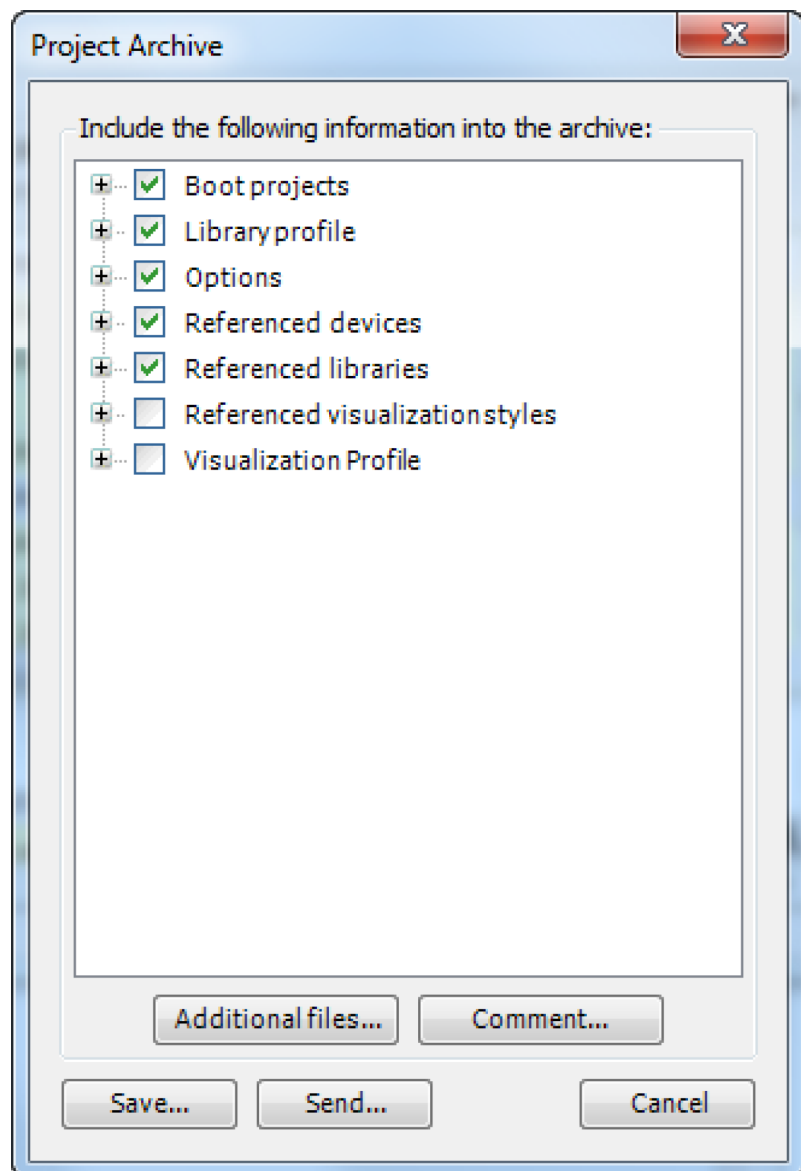 Project Archive
Include the following information into the archive:
Boot projects
Library profile
Options
Referenced devices
Referenced libraries
Referenced visualization styles
Visualization Profile
Additional files... Comment...
Save... Send... Cancel